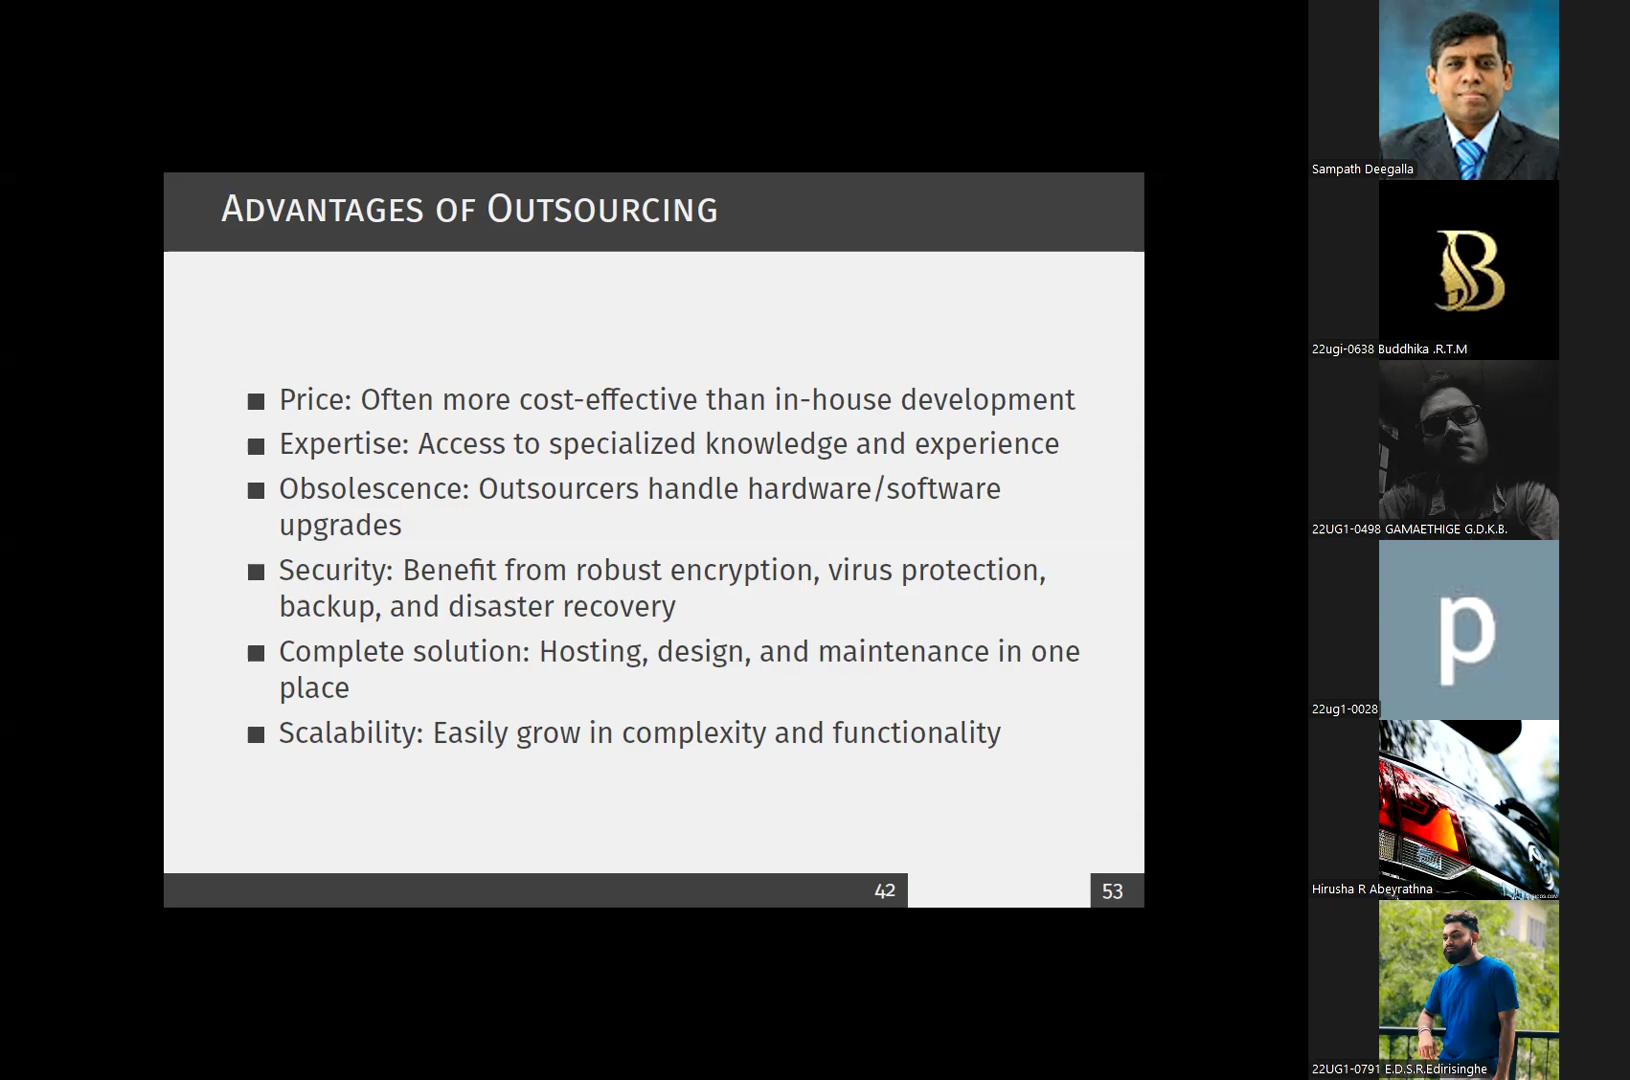 Advantages of Outsourcing
■ Price: Often more cost-effective than in-house development
■ Expertise: Access to specialized knowledge and experience
■ Obsolescence: Outsourcers handle hardware/software
upgrades
■ Security: Benefit from robust encryption, virus protection,
backup, and disaster recovery
■ Complete solution: Hosting, design, and maintenance in one
place
■ Scalability: Easily grow in complexity and functionality
42
53
Sampath Deegalla
B
22ugi-0638 Buddhika .R.T.M
22UG1-0498 GAMAETHIGE G.D.K.B.
p
22ug1-0028
Hirusha R Abeyrathna
22UG1-0791 E.D.S.R.Edirisinghe